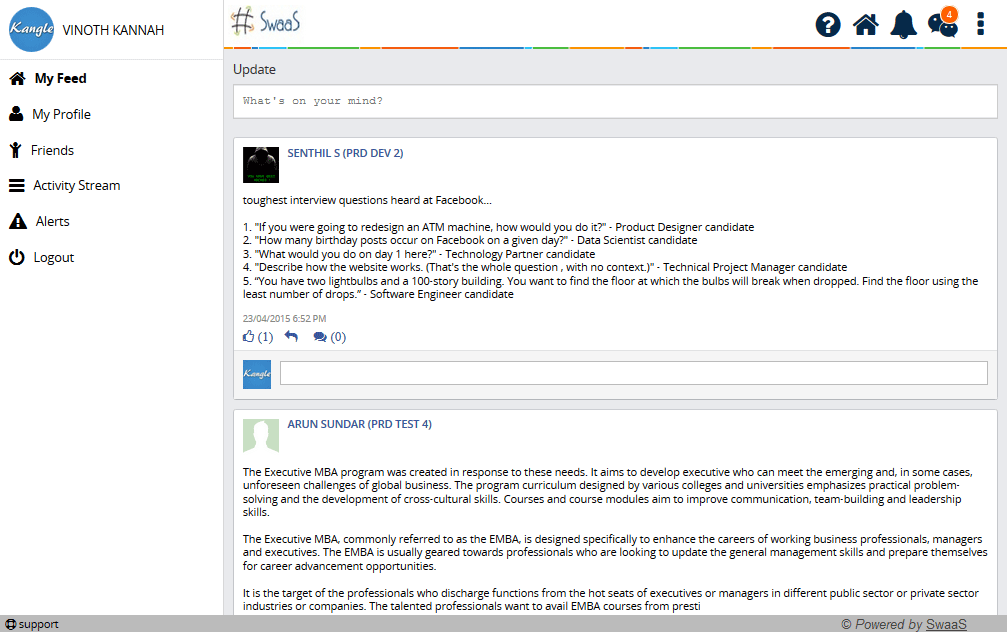 Kangle VINOTH KANNAH
My Feed
My Profile
Friends
Activity Stream
Alerts
Logout
SwaaS
? 4
Update
What's on your mind?
SENTHIL S (PRD DEV 2)
toughest interview questions heard at Facebook...
1. "If you were going to redesign an ATM machine, how would you do it?" - Product Designer candidate
2. "How many birthday posts occur on Facebook on a given day?" - Data Scientist candidate
3. "What would you do on day 1 here?" - Technology Partner candidate
4. "Describe how the website works. (That's the whole question , with no context.)" - Technical Project Manager candidate
5. “You have two lightbulbs and a 100-story building. You want to find the floor at which the bulbs will break when dropped. Find the floor using the
least number of drops.” - Software Engineer candidate
23/04/2015 6:52 PM
(1) (0)
Kangle
ARUN SUNDAR (PRD TEST 4)
The Executive MBA program was created in response to these needs. It aims to develop executive who can meet the emerging and, in some cases,
unforeseen challenges of global business. The program curriculum designed by various colleges and universities emphasizes practical problem-
solving and the development of cross-cultural skills. Courses and course modules aim to improve communication, team-building and leadership
skills.
The Executive MBA, commonly referred to as the EMBA, is designed specifically to enhance the careers of working business professionals, managers
and executives. The EMBA is usually geared towards professionals who are looking to update the general management skills and prepare themselves
for career advancement opportunities.
It is the target of the professionals who discharge functions from the hot seats of executives or managers in different public sector or private sector
industries or companies. The talented professionals want to avail EMBA courses from presti
support
© Powered by SwaaS